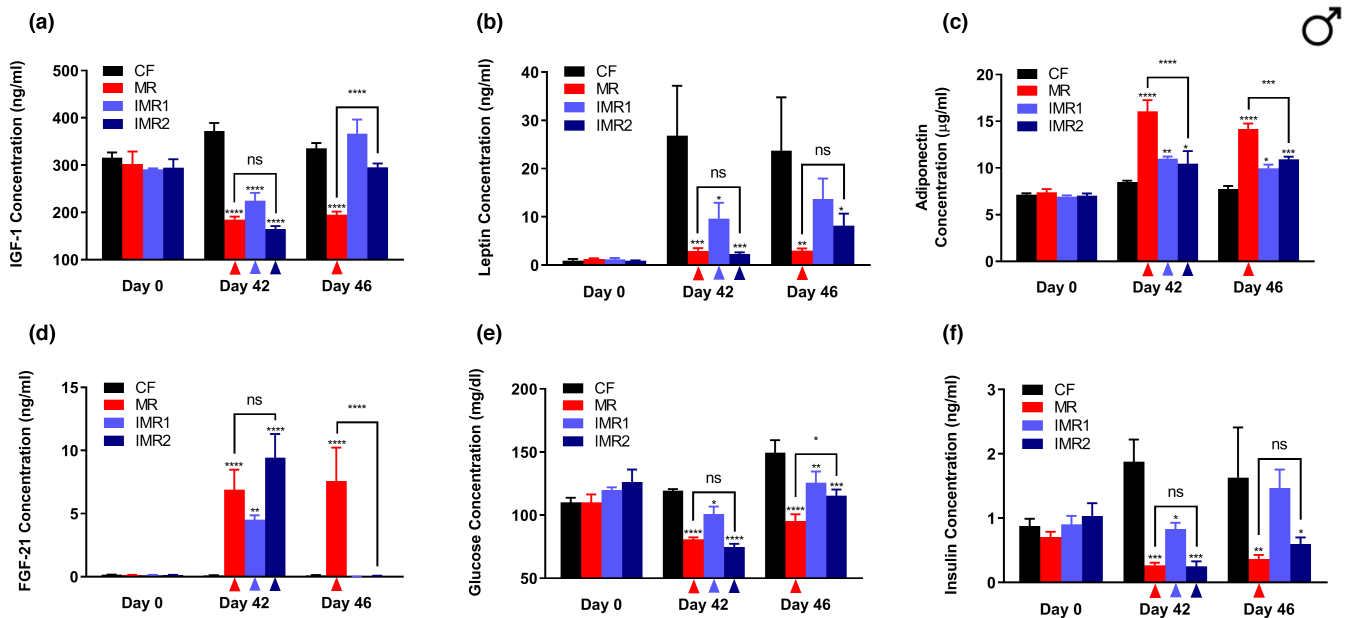 (a)
IGF-1 Concentration (ng/ml)
500
400
300
200
100
CF
MR
IMR1
IMR2
****
ns
****
****
****
****
Day 0
Day 42
Day 46
(b)
Leptin Concentration (ng/ml)
40
30
20
10
0
CF
MR
IMR1
IMR2
ns
ns
*
***
***
**
*
Day 0
Day 42
Day 46
(c)
Adiponectin
Concentration (µg/ml)
20
15
10
5
0
CF
MR
IMR1
IMR2
****
***
****
**
*
****
*
***
Day 0
Day 42
Day 46
(d)
FGF-21 Concentration (ng/ml)
15
10
5
0
CF
MR
IMR1
IMR2
ns
****
****
**
****
****
Day 0
Day 42
Day 46
(e)
Glucose Concentration (mg/dl)
200
150
100
50
CF
MR
IMR1
IMR2
ns
*
****
*
****
****
**
***
Day 0
Day 42
Day 46
(f)
Insulin Concentration (ng/ml)
3
2
1
0
CF
MR
IMR1
IMR2
ns
ns
***
*
***
**
*
Day 0
Day 42
Day 46